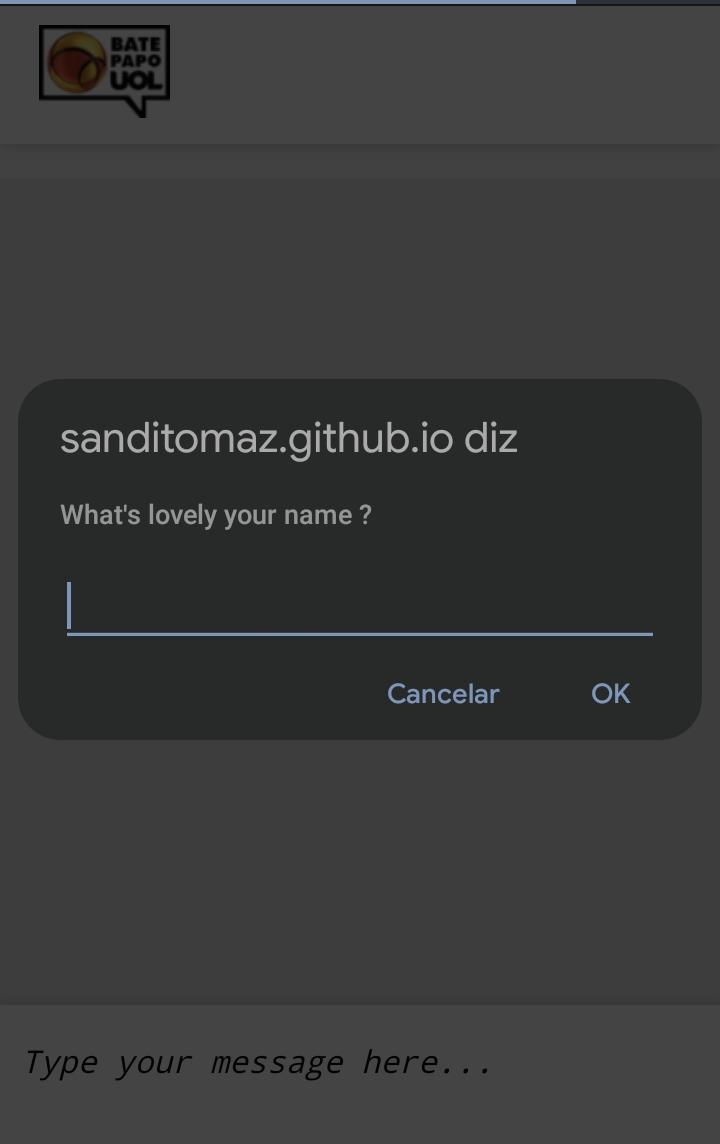 BATE
PAPO
UOL
sanditomaz.github.io diz
What's lovely your name ?
Cancelar OK
Type your message here...